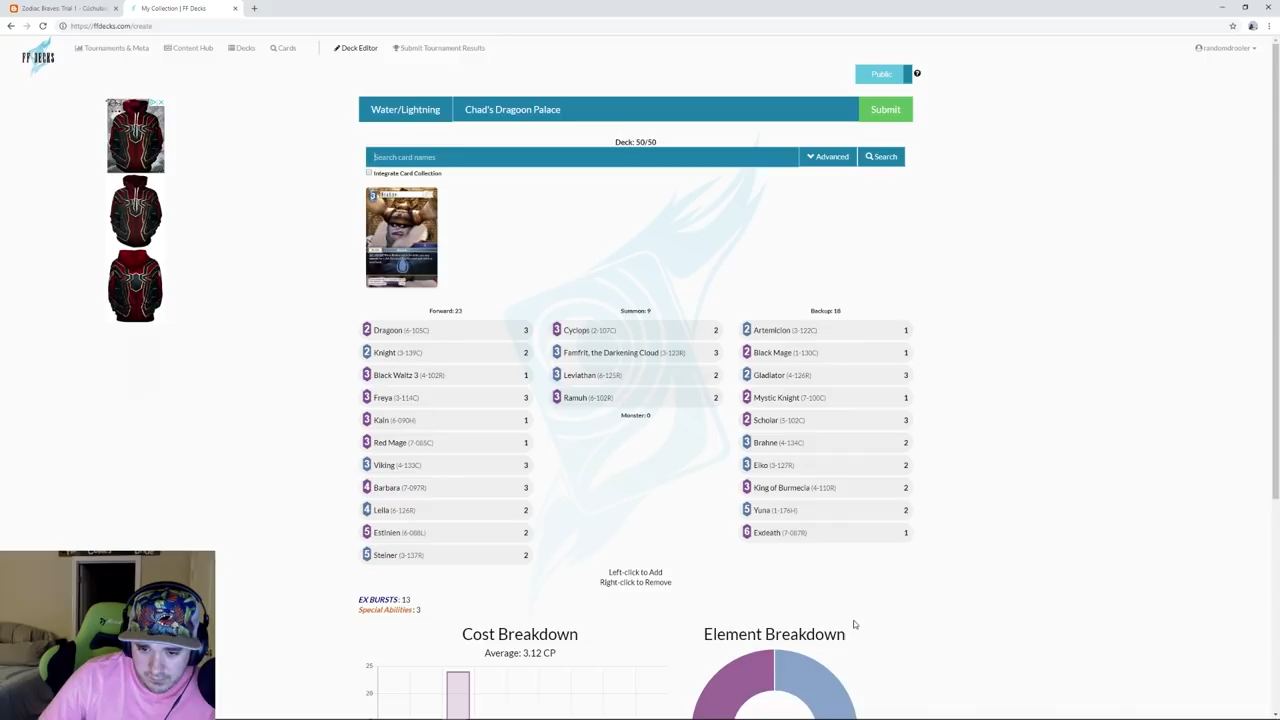 Zodiac Braves: Trial 1 - Cúchula
My Collection | FF Decks
https://ffdecks.com/create
FF DECKS
Tournaments & Meta
Content Hub
Decks
Cards
Deck Editor
Submit Tournament Results
randomdrooler
Public
Water/Lightning
Chad's Dragoon Palace
Submit
Deck: 50/50
Search card names
Advanced
Search
Integrate Card Collection
Forward: 23
2 Dragoon (6-105C) 3
2 Knight (3-139C) 2
3 Black Waltz 3 (4-102R) 1
3 Freya (3-114C) 3
3 Kain (6-090H) 1
3 Red Mage (7-085C) 1
3 Viking (4-133C) 3
4 Barbara (7-097R) 3
4 Leila (6-126R) 2
5 Estinien (6-088L) 2
5 Steiner (3-137R) 2
Summon: 9
3 Cyclops (2-107C) 2
3 Famfrit, the Darkening Cloud (3-123R) 3
3 Leviathan (6-125R) 2
3 Ramuh (6-102R) 2
Monster: 0
Backup: 18
2 Artemicion (3-122C) 1
2 Black Mage (1-130C) 1
2 Gladiator (4-126R) 3
2 Mystic Knight (7-100C) 1
2 Scholar (5-102C) 3
3 Brahne (4-134C) 2
3 Eiko (3-127R) 2
3 King of Burmecia (4-110R) 2
5 Yuna (1-176H) 2
6 Exdeath (7-087R) 1
Left-click to Add
Right-click to Remove
EX BURSTS : 13
Special Abilities : 3
Cost Breakdown
Average: 3.12 CP
25
20
Element Breakdown